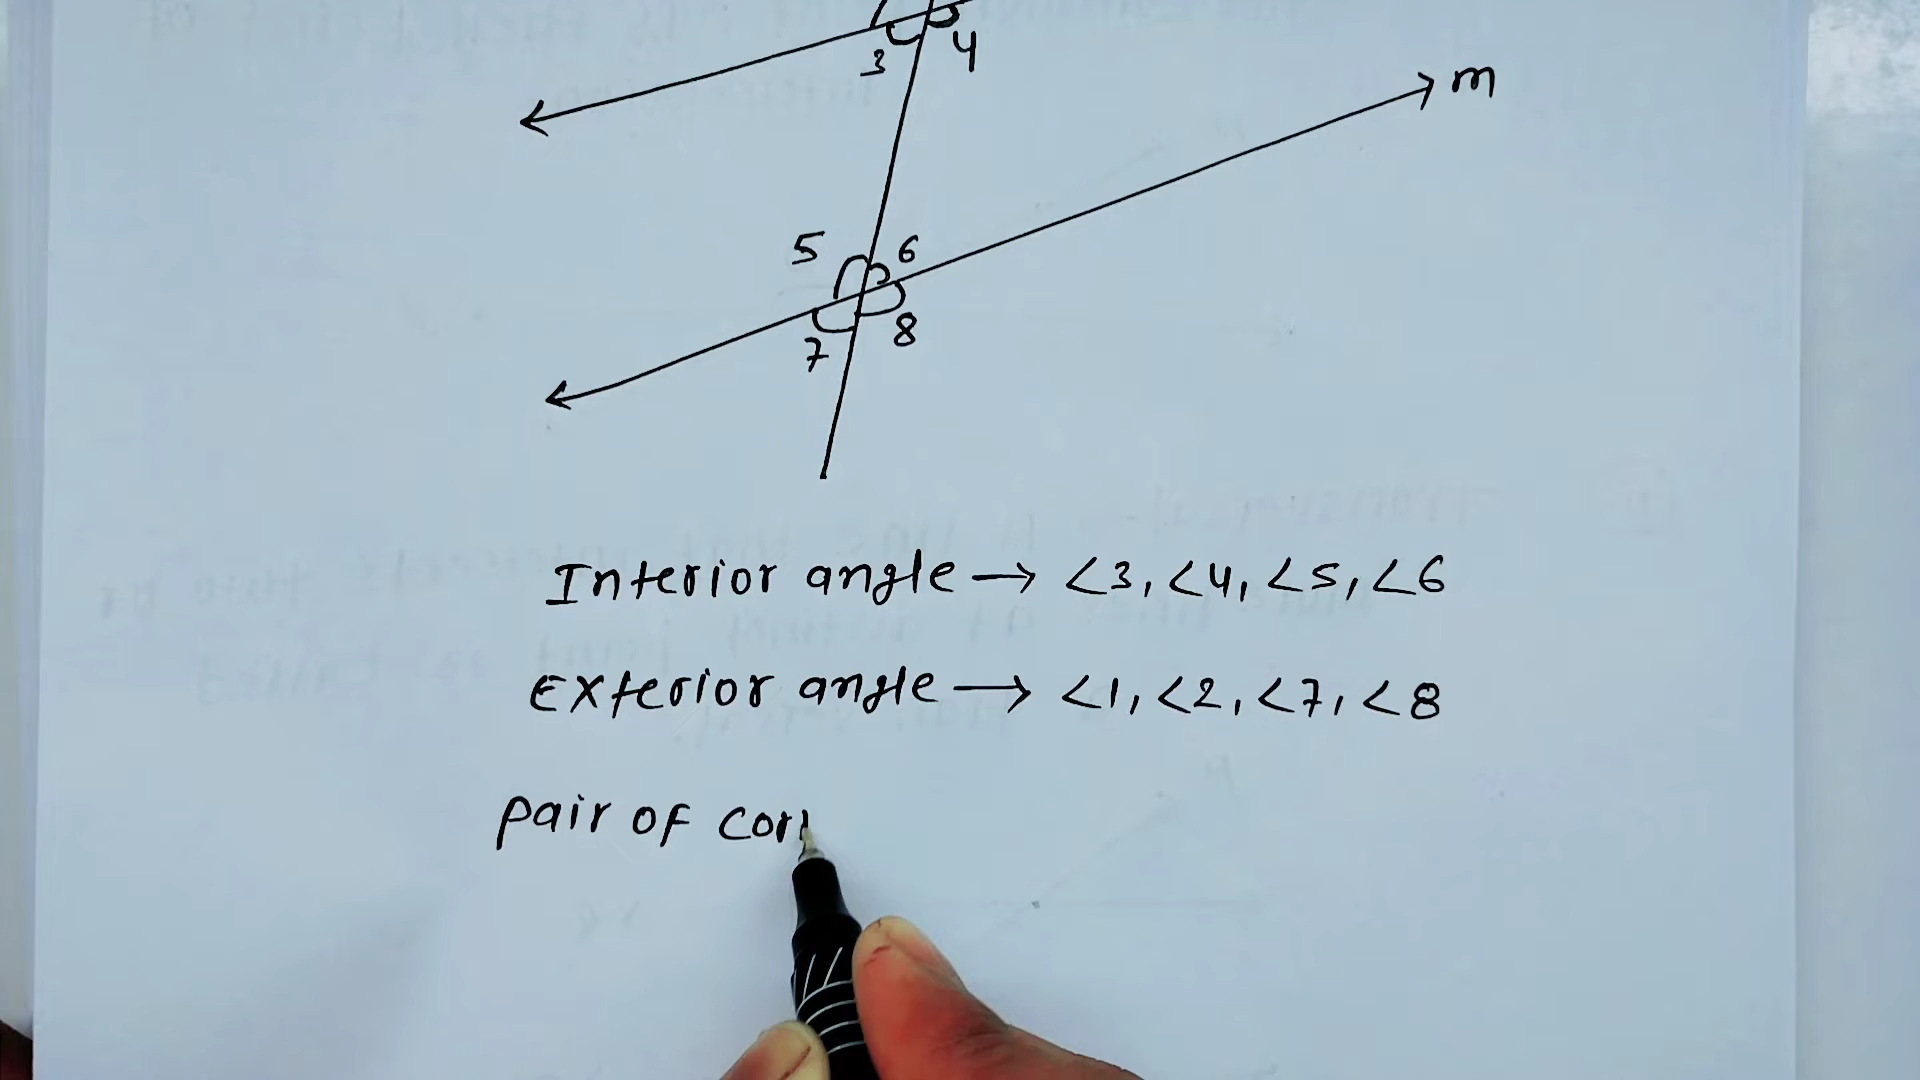 3 4
m
5 6
7 8
Interior angle → <3, <4, <5, <6
Exterior angle → <1, <2, <7, <8
pair of corr